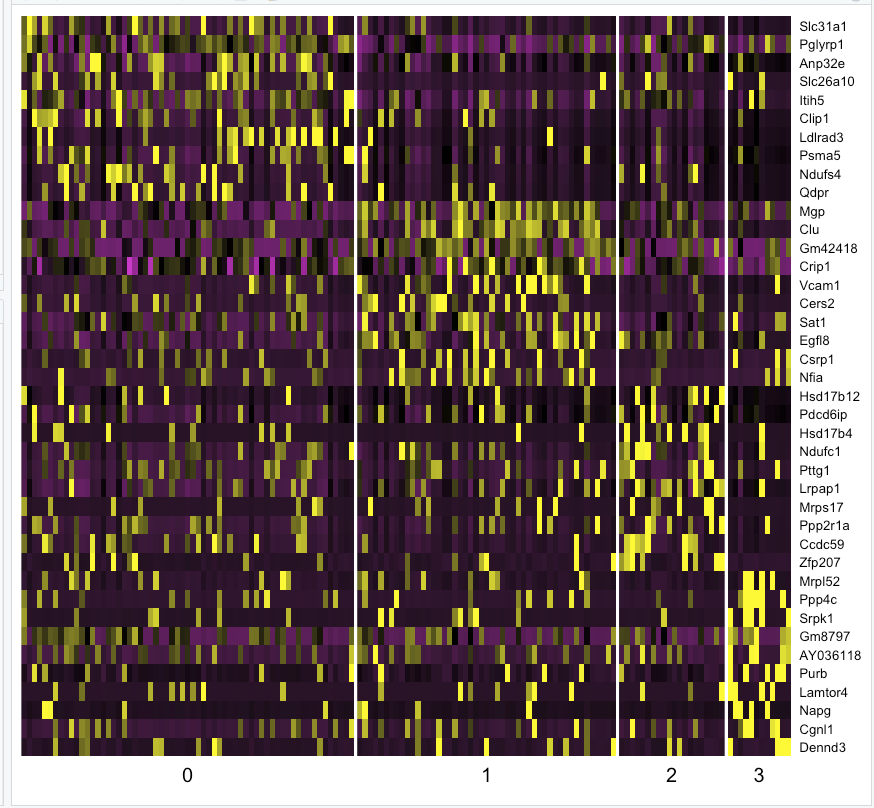 Slc31a1
Pglyrp1
Anp32e
Slc26a10
Itih5
Clip1
Ldlrad3
Psma5
Ndufs4
Qdpr
Mgp
Clu
Gm42418
Crip1
Vcam1
Cers2
Sat1
Egfl8
Csrp1
Nfia
Hsd17b12
Pdcd6ip
Hsd17b4
Ndufc1
Pttg1
Lrpap1
Mrps17
Ppp2r1a
Ccdc59
Zfp207
Mrpl52
Ppp4c
Srpk1
Gm8797
AY036118
Purb
Lamtor4
Napg
Cgnl1
Dennd3
0 1 2 3